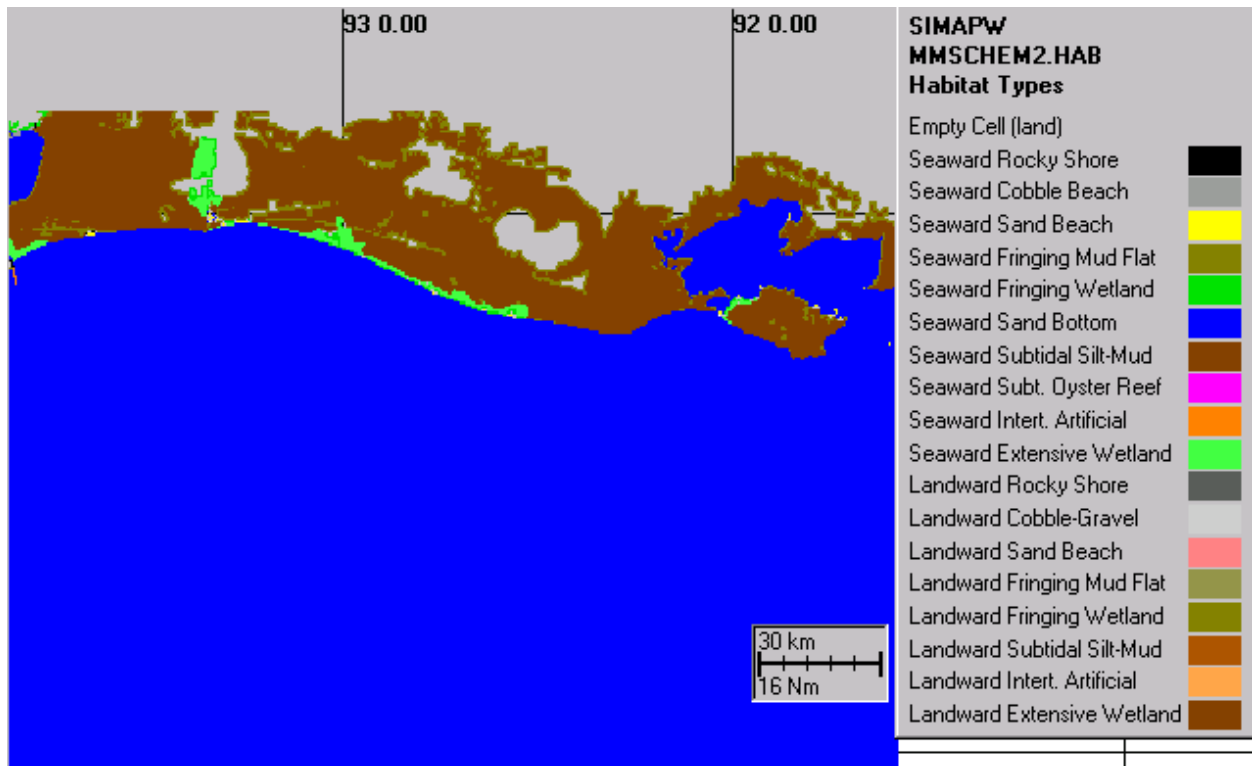 93 0.00
92 0.00
SIMAPW
MMSCHEM2.HAB
Habitat Types
Empty Cell (land)
Seaward Rocky Shore
Seaward Cobble Beach
Seaward Sand Beach
Seaward Fringing Mud Flat
Seaward Fringing Wetland
Seaward Sand Bottom
Seaward Subtidal Silt-Mud
Seaward Subt. Oyster Reef
Seaward Intert. Artificial
Seaward Extensive Wetland
Landward Rocky Shore
Landward Cobble-Gravel
Landward Sand Beach
Landward Fringing Mud Flat
Landward Fringing Wetland
Landward Subtidal Silt-Mud
Landward Intert. Artificial
Landward Extensive Wetland
30 km
16 Nm